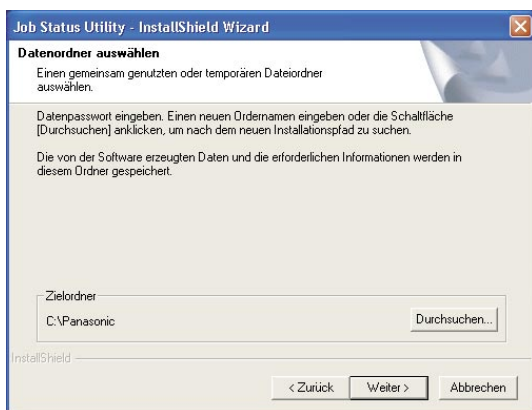 Job Status Utility - InstallShield Wizard
Datenordner auswählen
Einen gemeinsam genutzten oder temporären Dateiordner
auswählen.
Datenpasswort eingeben. Einen neuen Ordnernamen eingeben oder die Schaltfläche
[Durchsuchen] anklicken, um nach dem neuen Installationspfad zu suchen.
Die von der Software erzeugten Daten und die erforderlichen Informationen werden in
diesem Ordner gespeichert.
Zielordner
C:\Panasonic
Durchsuchen...
InstallShield
< Zurück
Weiter >
Abbrechen